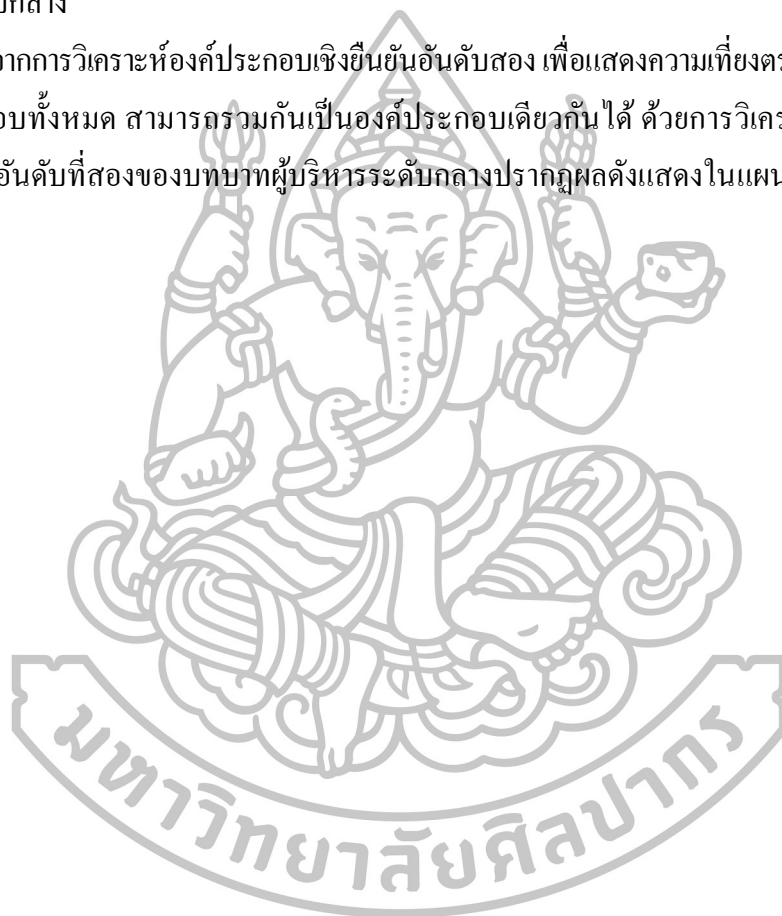 บกลาง
จากการวิเคราะห์องค์ประกอบเชิงยืนยันอันดับสอง เพื่อแสดงความเที่ยงตร
อบทั้งหมด สามารถรวมกันเป็นองค์ประกอบเดียวกันได้ ด้วยการวิเคร
อันดับที่สองของบทบาทผู้บริหารระดับกลางปรากฏผลดังแสดงในแผน
มหาวิทยาลัยศิลปากร